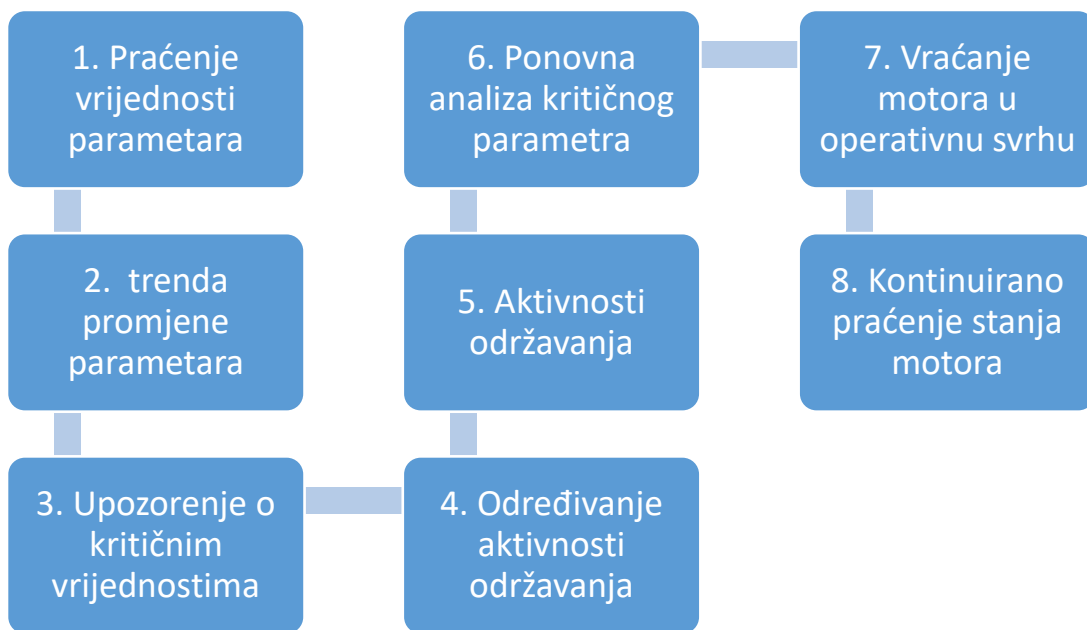 1. Praćenje
vrijednosti
parametara
2. trenda
promjene
parametara
3. Upozorenje o
kritičnim
vrijednostima
4. Određivanje
aktivnosti
održavanja
5. Aktivnosti
održavanja
6. Ponovna
analiza kritičnog
parametra
7. Vraćanje
motora u
operativnu svrhu
8. Kontinuirano
praćenje stanja
motora